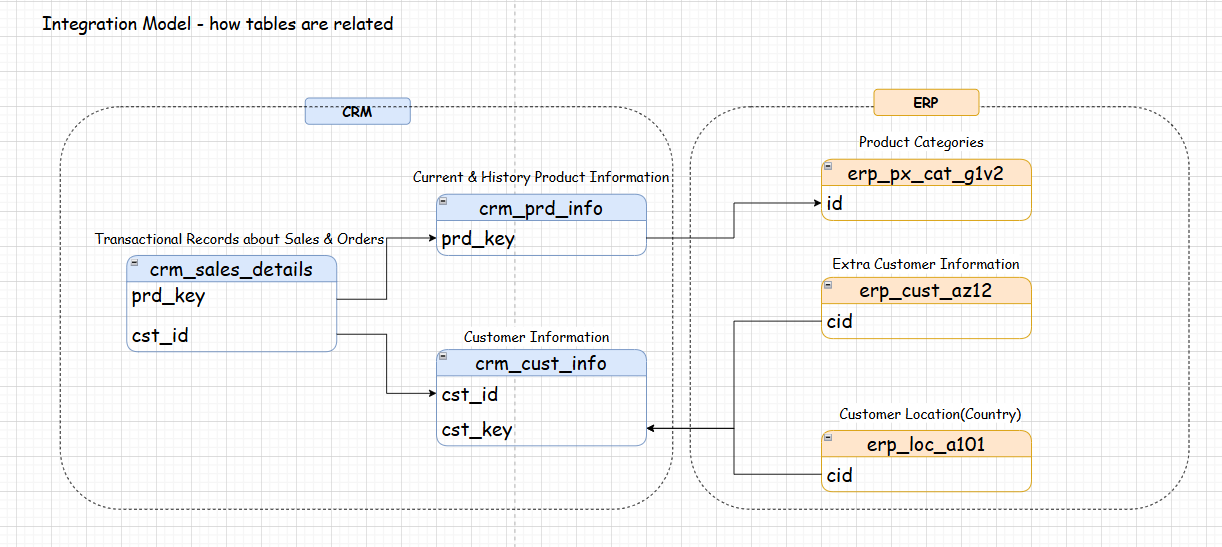 Integration Model - how tables are related
CRM
Transactional Records about Sales & Orders
crm_sales_details
prd_key
cst_id
Current & History Product Information
crm_prd_info
prd_key
Customer Information
crm_cust_info
cst_id
cst_key
ERP
Product Categories
erp_px_cat_g1v2
id
Extra Customer Information
erp_cust_az12
cid
Customer Location(Country)
erp_loc_a101
cid